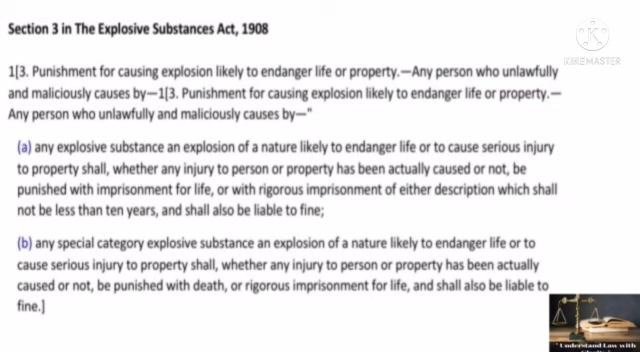 Section 3 in The Explosive Substances Act, 1908
KINEMASTER
1[3. Punishment for causing explosion likely to endanger life or property.—Any person who unlawfully
and maliciously causes by—1[3. Punishment for causing explosion likely to endanger life or property.—
Any person who unlawfully and maliciously causes by—"
(a) any explosive substance an explosion of a nature likely to endanger life or to cause serious injury
to property shall, whether any injury to person or property has been actually caused or not, be
punished with imprisonment for life, or with rigorous imprisonment of either description which shall
not be less than ten years, and shall also be liable to fine;
(b) any special category explosive substance an explosion of a nature likely to endanger life or to
cause serious injury to property shall, whether any injury to person or property has been actually
caused or not, be punished with death, or rigorous imprisonment for life, and shall also be liable to
fine.]
"Understand Law with